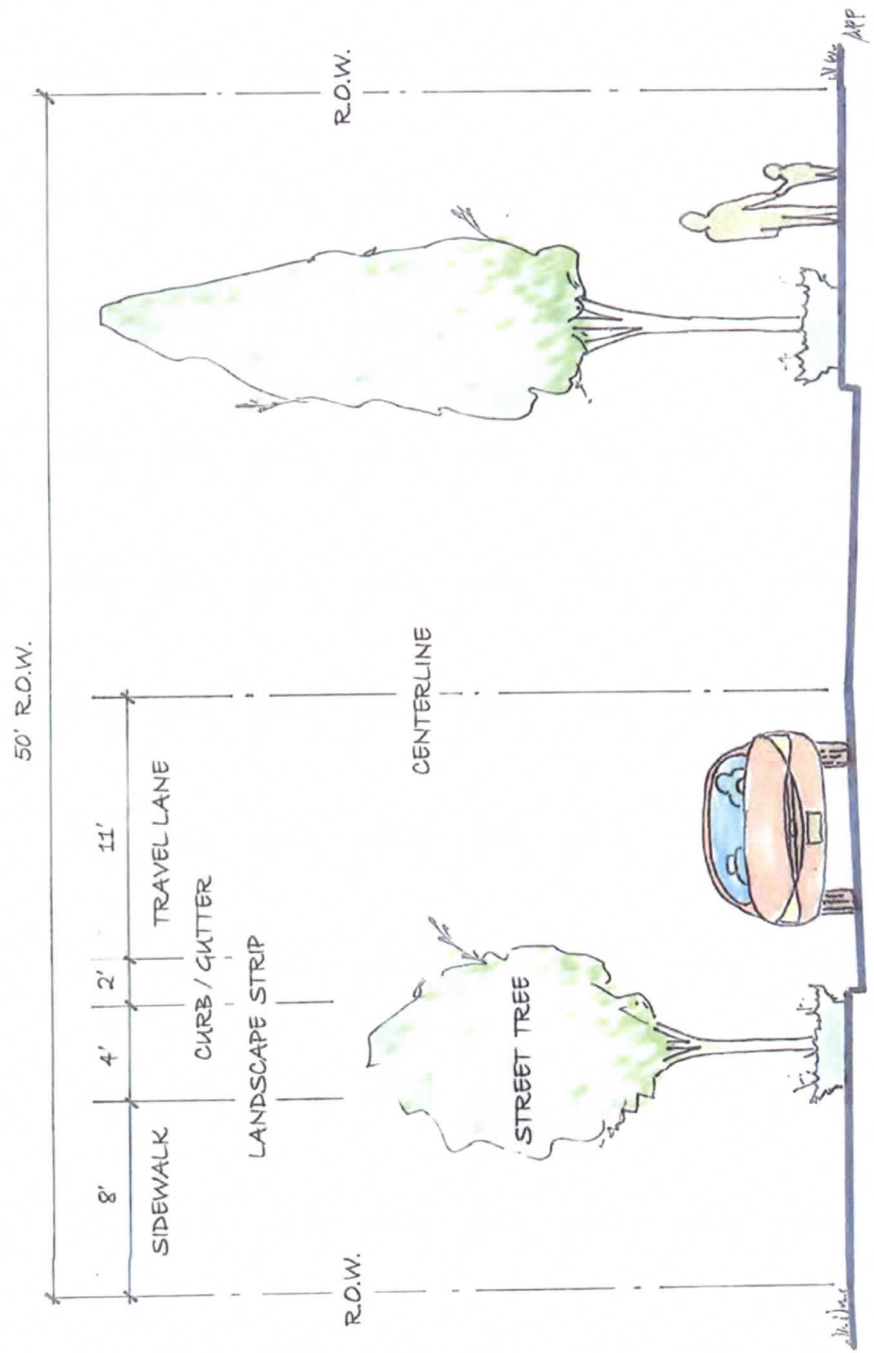 50' R.O.W.
8'
4'
2'
11'
SIDEWALK
TRAVEL LANE
CURB / GUTTER
LANDSCAPE STRIP
R.O.W.
CENTERLINE
R.O.W.
STREET TREE